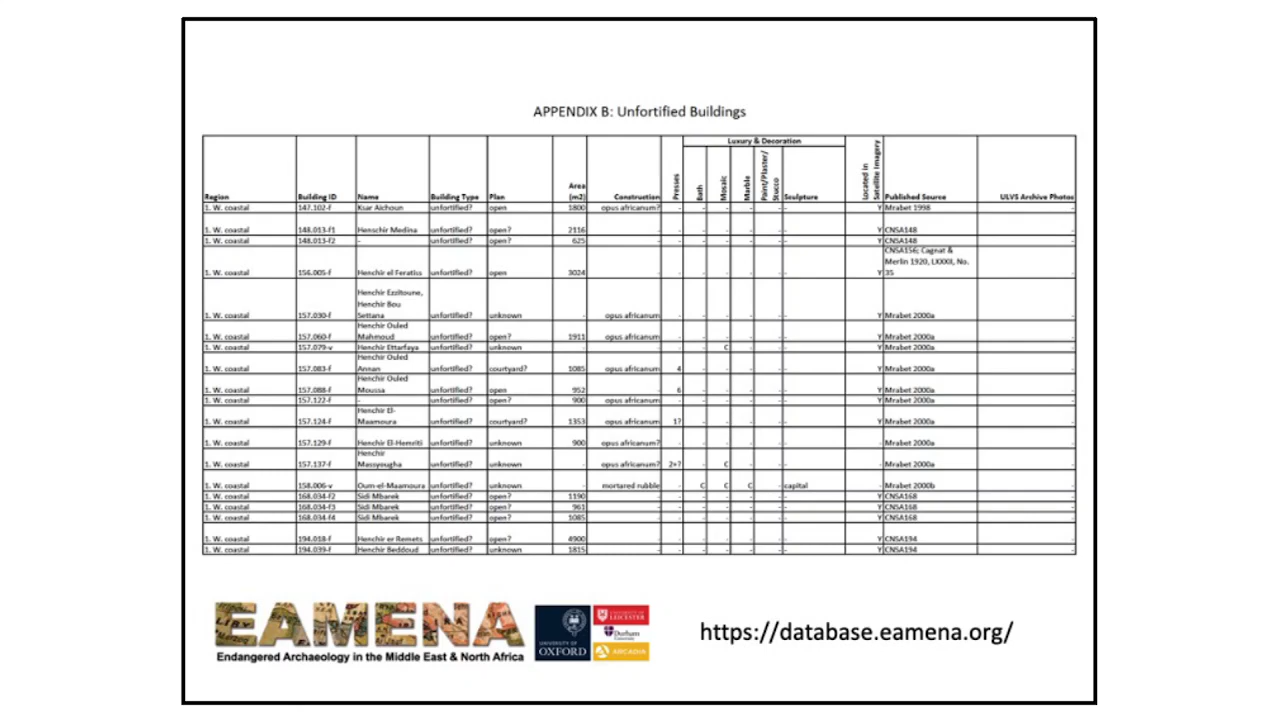 APPENDIX B: Unfortified Buildings
Luxury & Decoration
Region Building ID Name Building Type Plan Area (m2) Construction Presses Bath Mosaic Marble Paint/Plaster/ Stucco Sculpture Located in Satellite Imagery Published Source ULVS Archive Photos
1. W. coastal 147.102-f Ksar Aichoun unfortified? open 1800 opus africanum? - - - - - - Y Mrabet 1998 -
1. W. coastal 148.013-f1 Henschir Medina unfortified? open? 2116 - - - - - - - Y CNSA148 -
1. W. coastal 148.013-f2 - unfortified? open? 625 - - - - - - - Y CNSA148 -
1. W. coastal 156.005-f Henchir el Feratis unfortified? open 3024 - - - - - - - Y CNSA156; Cagnat & Merlin 1920, LXXXII, No. 35 -
1. W. coastal 157.030-f Henchir Ezzitoune, Henchir Bou Settana unfortified? unknown - opus africanum - - - - - - Y Mrabet 2000a -
1. W. coastal 157.060-f Henchir Ouled Mahmoud unfortified? open? 1911 opus africanum - - - - - - Y Mrabet 2000a -
1. W. coastal 157.079-v Henchir Ettarfaya unfortified? unknown - - - - C - - - Y Mrabet 2000a -
1. W. coastal 157.083-f Henchir Ouled Annan unfortified? courtyard? 1085 opus africanum 4 - - - - - Y Mrabet 2000a -
1. W. coastal 157.088-f Henchir Ouled Moussa unfortified? open 952 - 6 - - - - - Y Mrabet 2000a -
1. W. coastal 157.122-f - unfortified? open? 900 opus africanum - - - - - - Y Mrabet 2000a -
1. W. coastal 157.124-f Henchir El-Maamoura unfortified? courtyard? 1353 opus africanum 1? - - - - - Y Mrabet 2000a -
1. W. coastal 157.129-f Henchir El-Hemriti unfortified? unknown 900 opus africanum? - - - - - - - Mrabet 2000a -
1. W. coastal 157.137-f Henchir Massyougha unfortified? unknown - opus africanum? 2+? - C - - - - Mrabet 2000a -
1. W. coastal 158.006-v Oum-el-Maamoura unfortified? unknown - mortared rubble - C C C - capital - Mrabet 2000b -
1. W. coastal 168.034-f2 Sidi Mbarek unfortified? open? 1190 - - - - - - - Y CNSA168 -
1. W. coastal 168.034-f3 Sidi Mbarek unfortified? open? 961 - - - - - - - Y CNSA168 -
1. W. coastal 168.034-f4 Sidi Mbarek unfortified? open? 1085 - - - - - - - Y CNSA168 -
1. W. coastal 194.018-f Henchir er Remets unfortified? open? 4900 - - - - - - - Y CNSA194 -
1. W. coastal 194.039-f Henchir Beddoud unfortified? unknown 1815 - - - - - - - Y CNSA194 -
EAMENA
Endangered Archaeology in the Middle East & North Africa
UNIVERSITY OF OXFORD
UNIVERSITY OF LEICESTER
Durham University
ARCADIA
https://database.eamena.org/